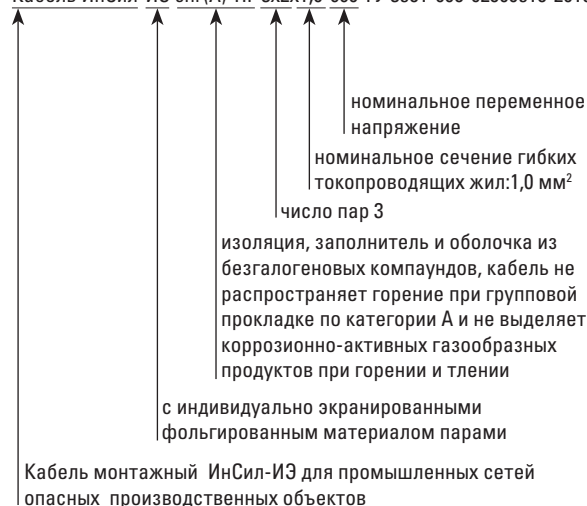 номинальное переменное
напряжение
номинальное сечение гибких
токопроводящих жил:1,0 мм²
число пар 3
изоляция, заполнитель и оболочка из
безгалогеновых компаундов, кабель не
распространяет горение при групповой
прокладке по категории А и не выделяет
коррозионно-активных газообразных
продуктов при горении и тлении
с индивидуально экранированными
фольгированным материалом парами
Кабель монтажный ИнСил-ИЭ для промышленных сетей
опасных производственных объектов